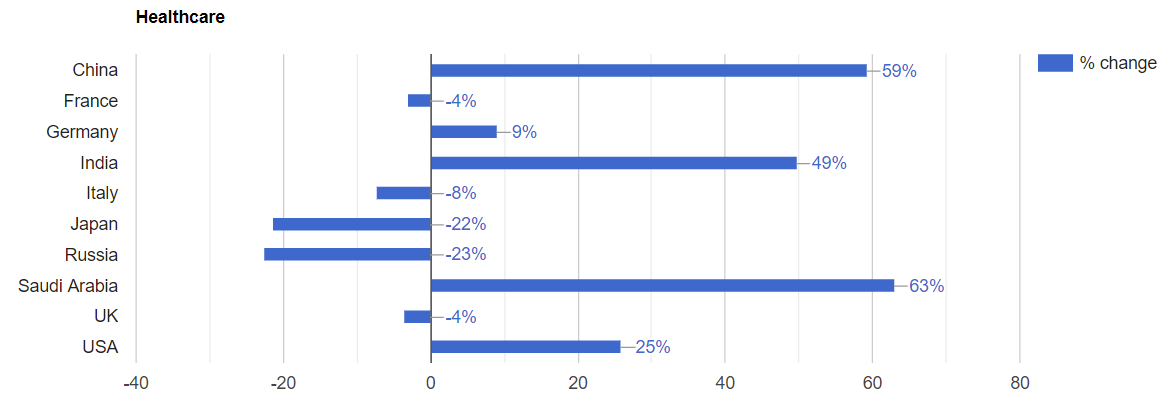 Healthcare
% change
China 59%
France -4%
Germany 9%
India 49%
Italy -8%
Japan -22%
Russia -23%
Saudi Arabia 63%
UK -4%
USA 25%
-40 -20 0 20 40 60 80